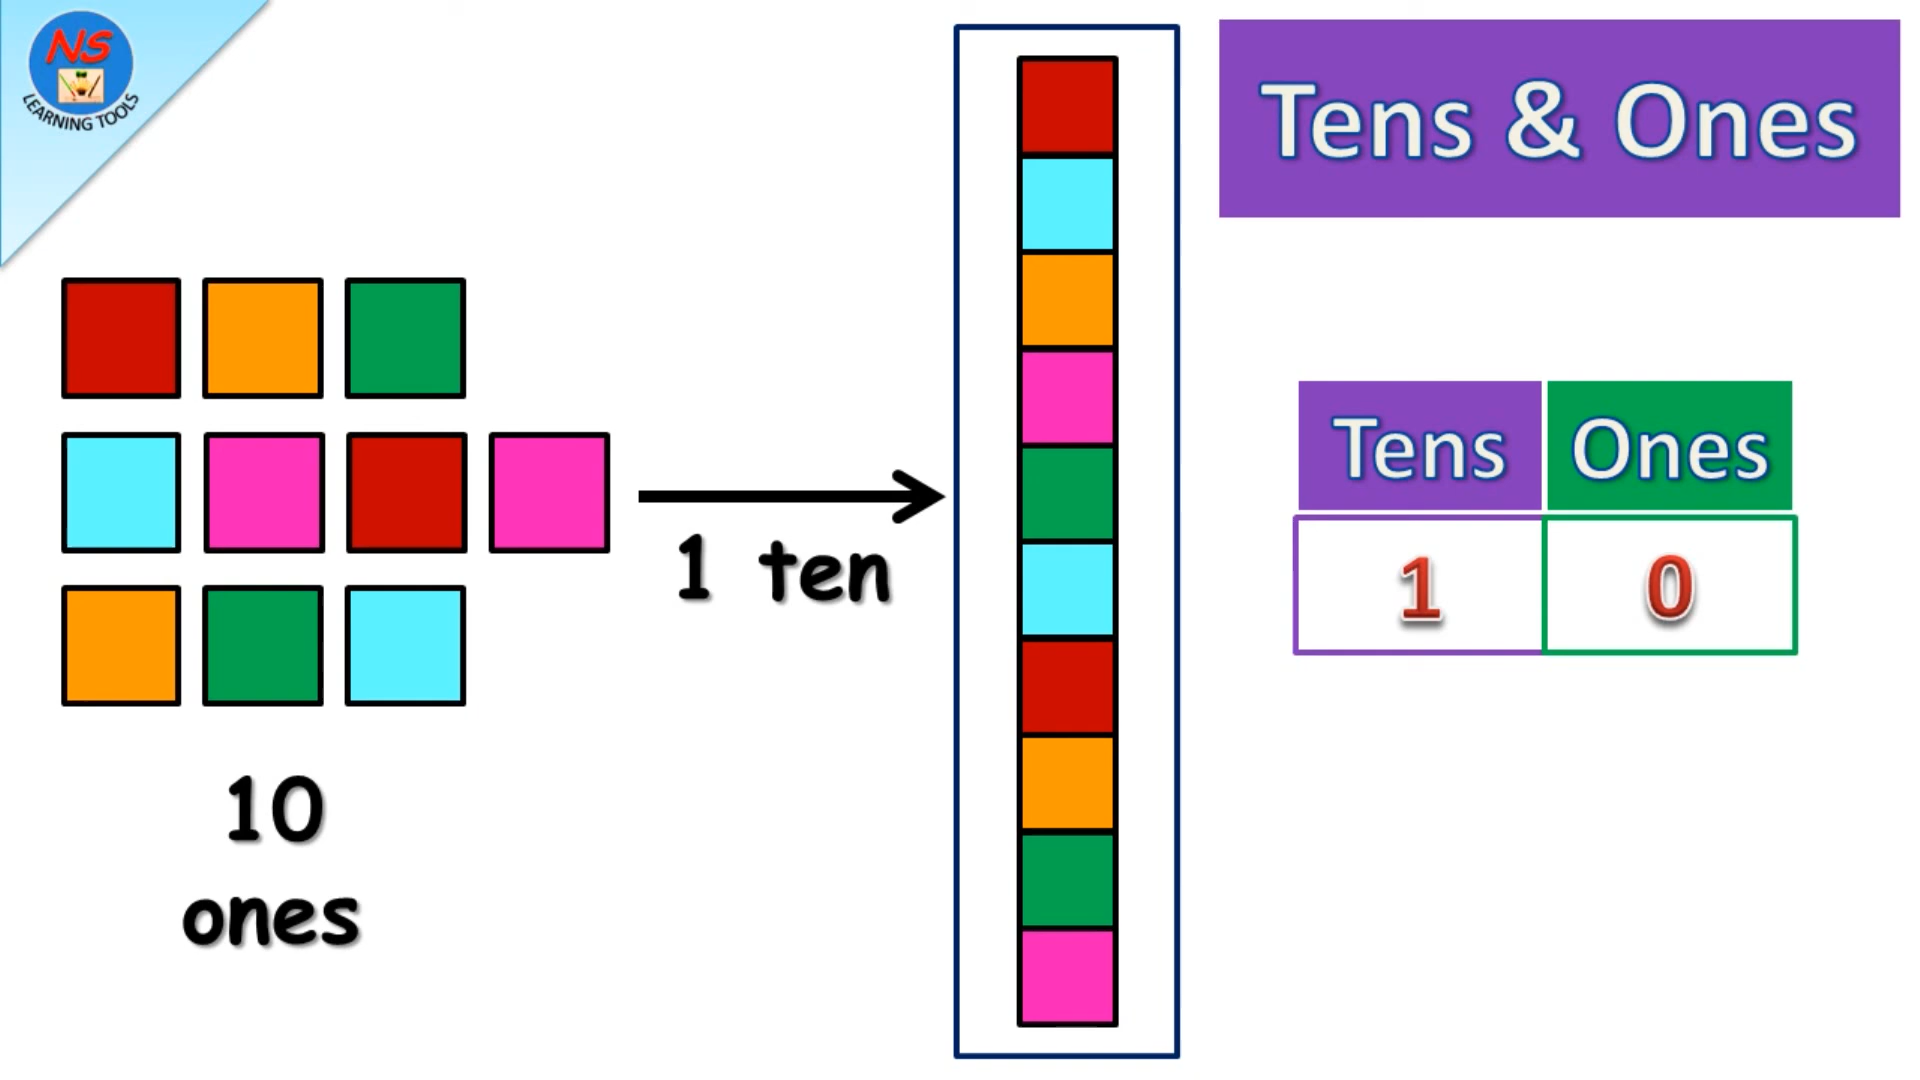 NS
LEARNING TOOLS
Tens & Ones
1 ten
Tens Ones
1 0
10
ones